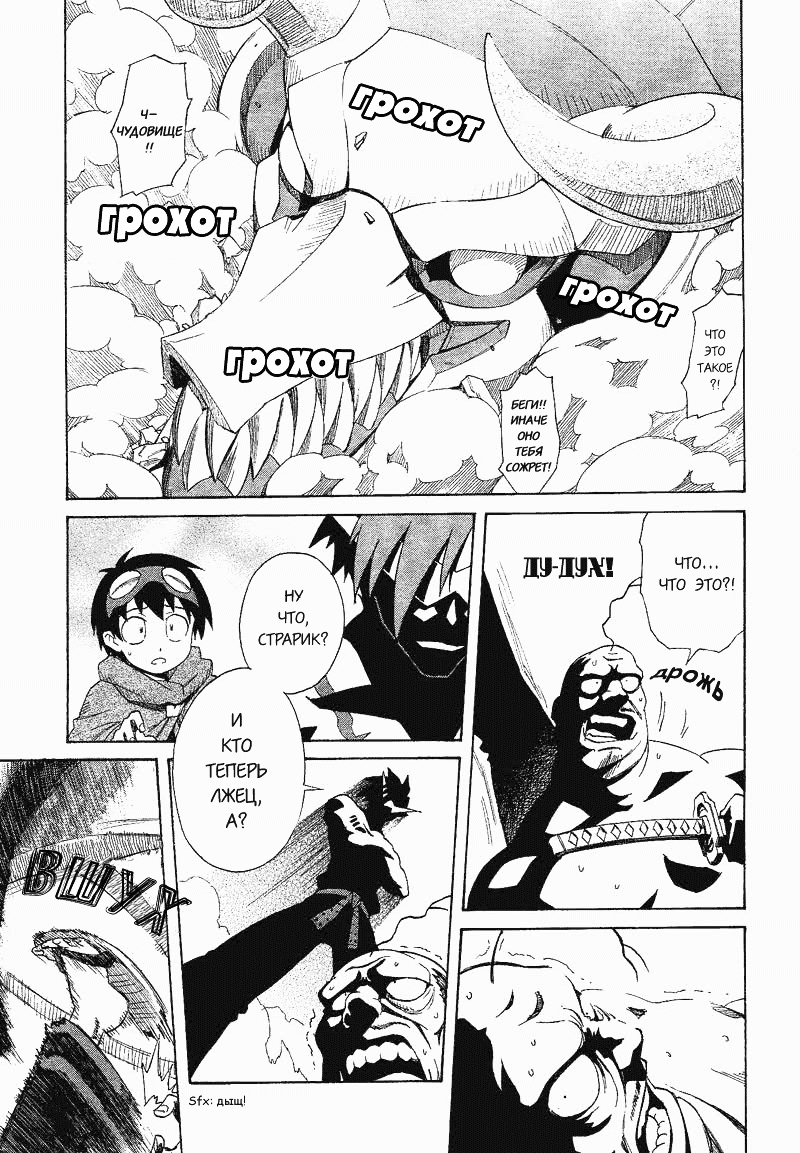 Ч-
ЧУДОВИЩЕ
!!
ГРОХОТ
ГРОХОТ
ГРОХОТ
ГРОХОТ
ЧТО
ЭТО
ТАКОЕ
?!
БЕГИ!!
ИНАЧЕ
ОНО
ТЕБЯ
СОЖРЕТ!
ЧТО...
ЧТО ЭТО?!
ДУ-ДУХ!
ДРОЖЬ
НУ
ЧТО,
СТРАРИК?
И
КТО
ТЕПЕРЬ
ЛЖЕЦ,
А?
ВШУХ
Sfx: дыщ!